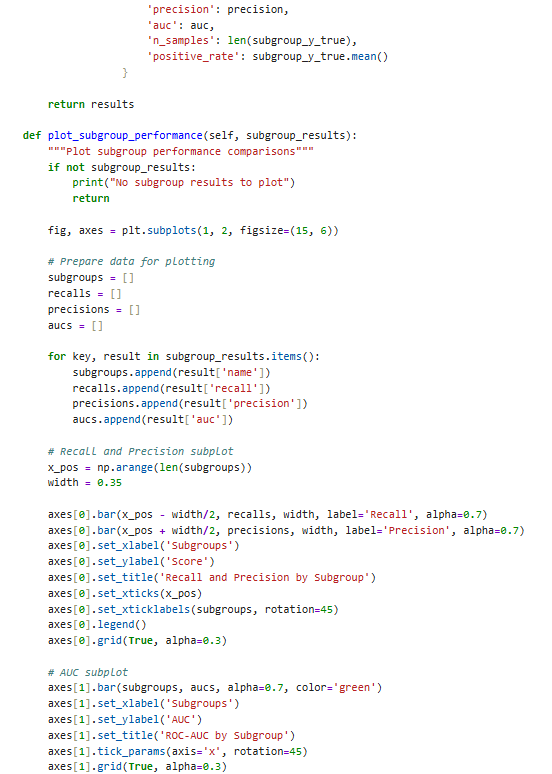 'precision': precision,
                    'auc': auc,
                    'n_samples': len(subgroup_y_true),
                    'positive_rate': subgroup_y_true.mean()
                }

    return results

def plot_subgroup_performance(self, subgroup_results):
    """Plot subgroup performance comparisons"""
    if not subgroup_results:
        print("No subgroup results to plot")
        return

    fig, axes = plt.subplots(1, 2, figsize=(15, 6))

    # Prepare data for plotting
    subgroups = []
    recalls = []
    precisions = []
    aucs = []

    for key, result in subgroup_results.items():
        subgroups.append(result['name'])
        recalls.append(result['recall'])
        precisions.append(result['precision'])
        aucs.append(result['auc'])

    # Recall and Precision subplot
    x_pos = np.arange(len(subgroups))
    width = 0.35

    axes[0].bar(x_pos - width/2, recalls, width, label='Recall', alpha=0.7)
    axes[0].bar(x_pos + width/2, precisions, width, label='Precision', alpha=0.7)
    axes[0].set_xlabel('Subgroups')
    axes[0].set_ylabel('Score')
    axes[0].set_title('Recall and Precision by Subgroup')
    axes[0].set_xticks(x_pos)
    axes[0].set_xticklabels(subgroups, rotation=45)
    axes[0].legend()
    axes[0].grid(True, alpha=0.3)

    # AUC subplot
    axes[1].bar(subgroups, aucs, alpha=0.7, color='green')
    axes[1].set_xlabel('Subgroups')
    axes[1].set_ylabel('AUC')
    axes[1].set_title('ROC-AUC by Subgroup')
    axes[1].tick_params(axis='x', rotation=45)
    axes[1].grid(True, alpha=0.3)